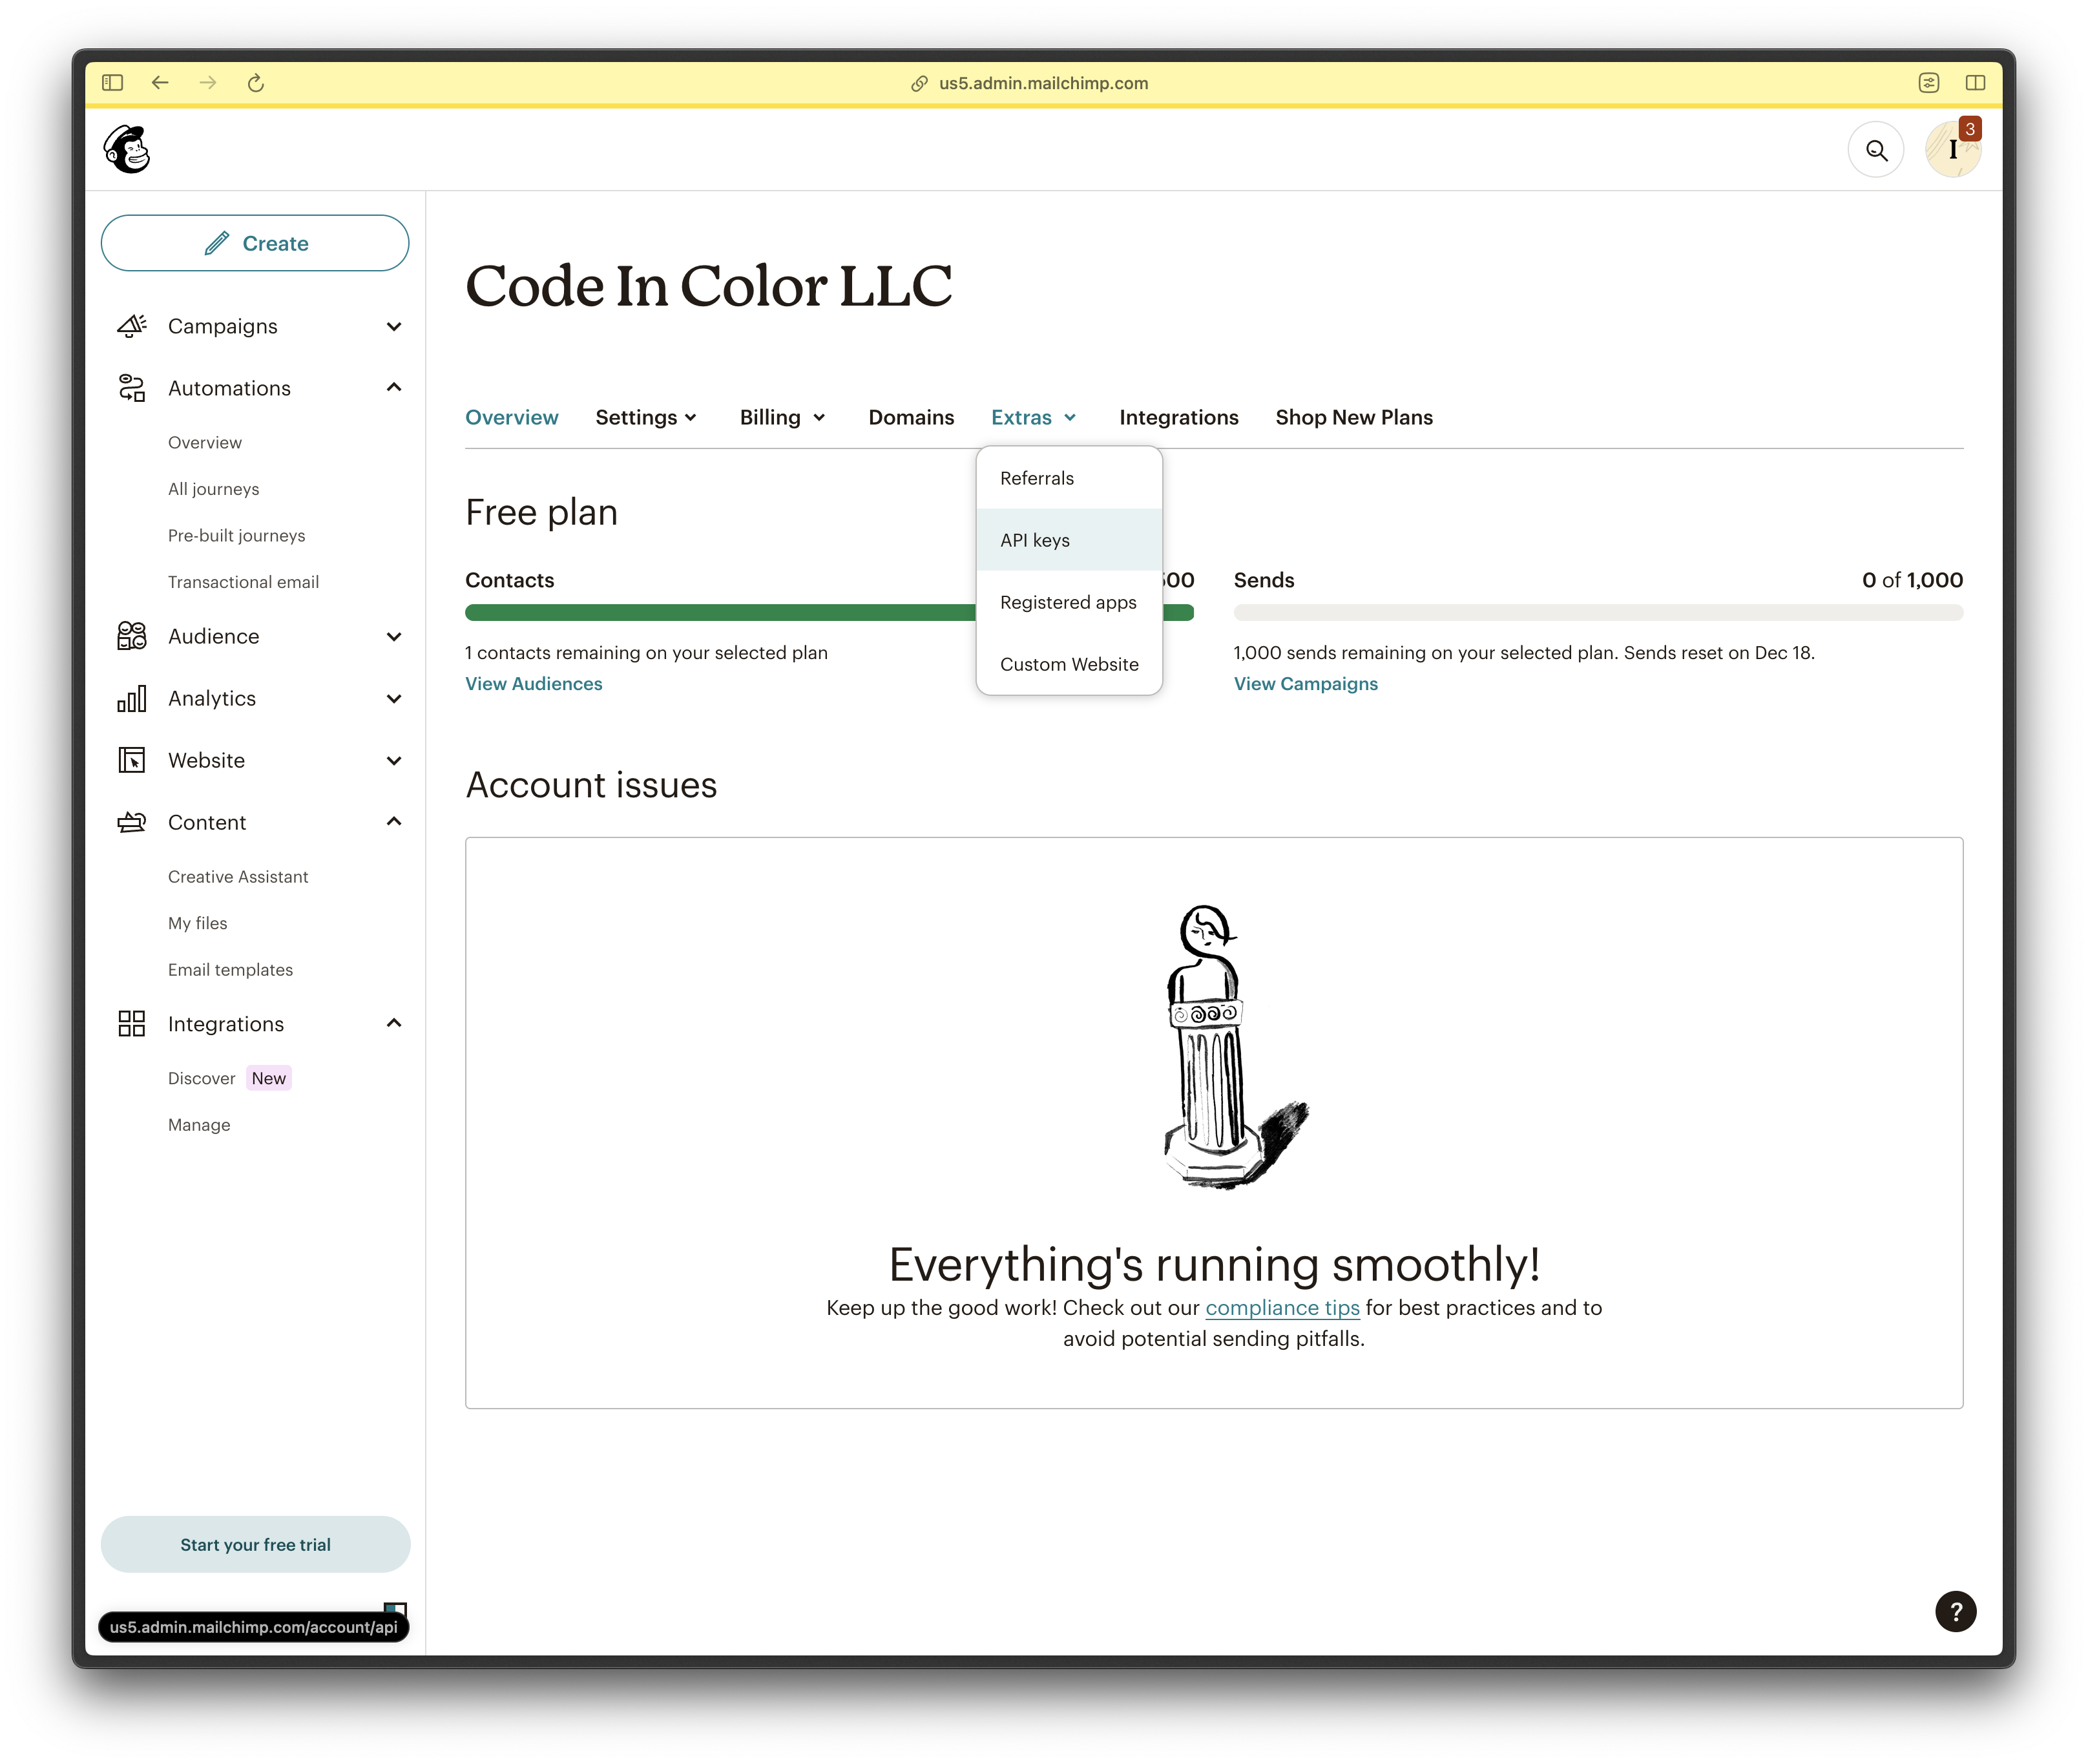 us5.admin.mailchimp.com
3
I
Create
Campaigns
Automations
Overview
All journeys
Pre-built journeys
Transactional email
Audience
Analytics
Website
Content
Creative Assistant
My files
Email templates
Integrations
Discover New
Manage
Start your free trial
us5.admin.mailchimp.com/account/api
Code In Color LLC
Overview Settings Billing Domains Extras Integrations Shop New Plans
Referrals
API keys
Registered apps
Custom Website
Free plan
Contacts
1 contacts remaining on your selected plan
View Audiences
Sends 0 of 1,000
1,000 sends remaining on your selected plan. Sends reset on Dec 18.
View Campaigns
Account issues
Everything's running smoothly!
Keep up the good work! Check out our compliance tips for best practices and to
avoid potential sending pitfalls.
?